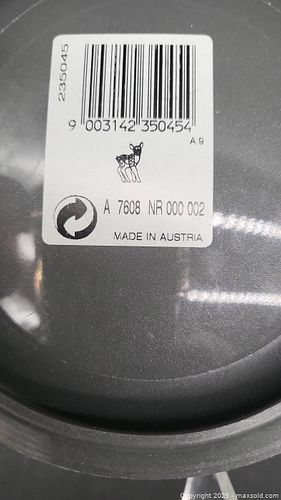 235045
9 003142 350454
A 9
A 7608 NR 000 002
MADE IN AUSTRIA
Copyright 2023 - maxsold.com